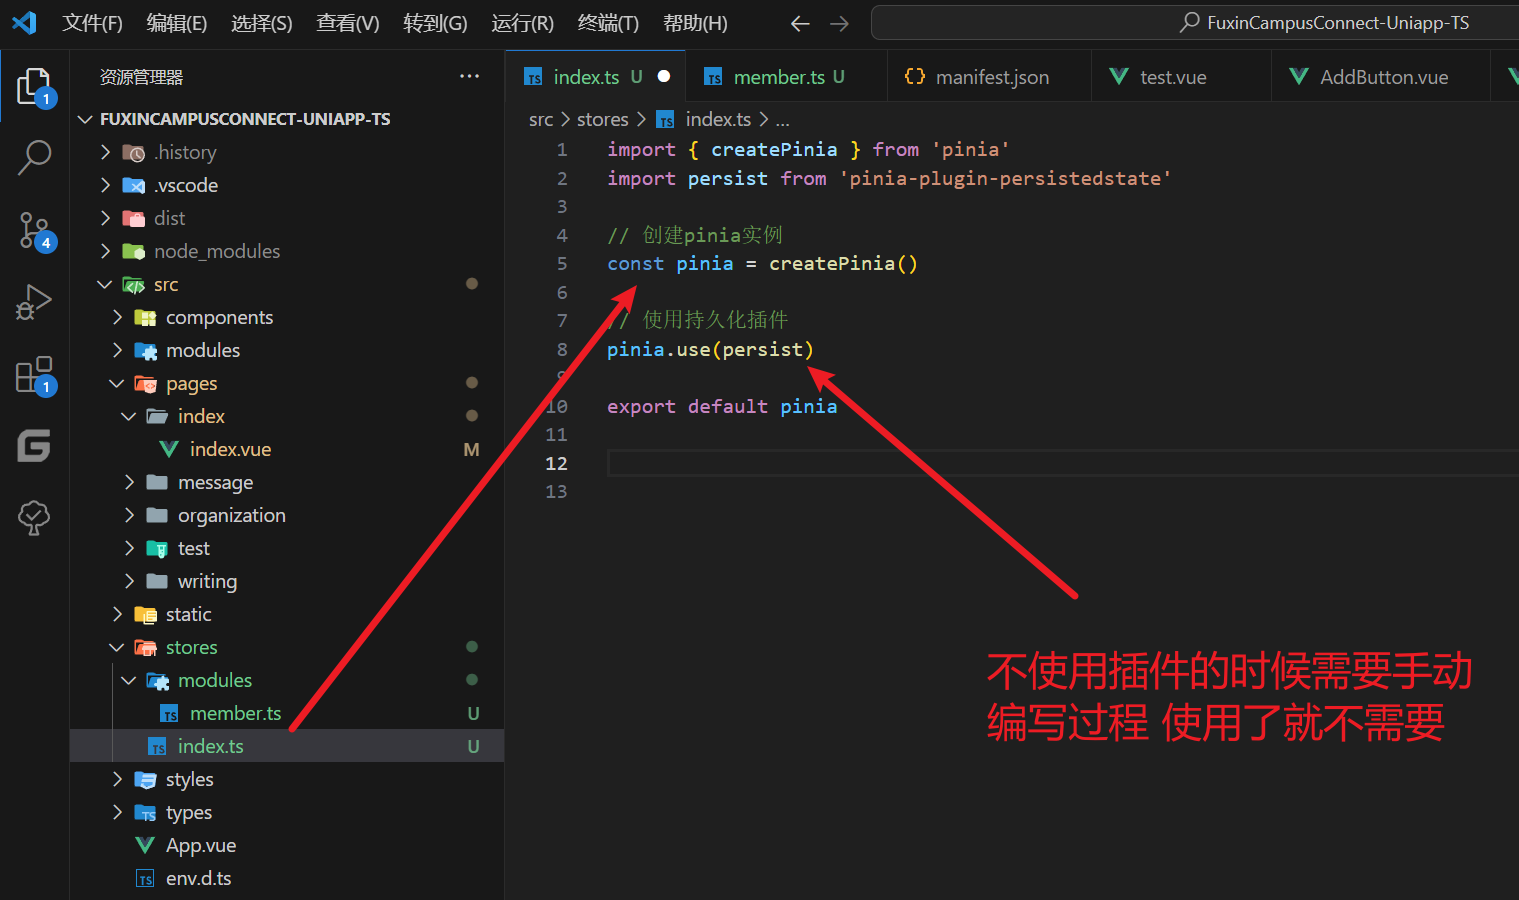 文件(F) 编辑(E) 选择(S) 查看(V) 转到(G) 运行(R) 终端(T) 帮助(H) FuxinCampusConnect-Uniapp-TS
资源管理器
FUXINCAMPUSCONNECT-UNIAPP-TS
.history
.vscode
dist
node_modules
src
components
modules
pages
index
index.vue M
message
organization
test
writing
static
stores
modules
member.ts U
index.ts U
styles
types
App.vue
env.d.ts
1
4
1
index.ts U member.ts U manifest.json test.vue AddButton.vue
src > stores > index.ts > ...
1 import { createPinia } from 'pinia'
2 import persist from 'pinia-plugin-persistedstate'
3
4 // 创建pinia实例
5 const pinia = createPinia()
6
7 // 使用持久化插件
8 pinia.use(persist)
9
10 export default pinia
11
12
13
不使用插件的时候需要手动
编写过程 使用了就不需要